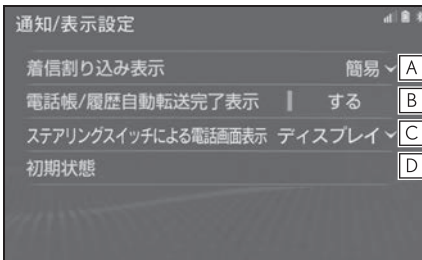 通知/表示設定
着信割り込み表示 簡易 A
電話帳/履歴自動転送完了表示 する B
ステアリングスイッチによる電話画面表示 ディスプレイ C
初期状態 D